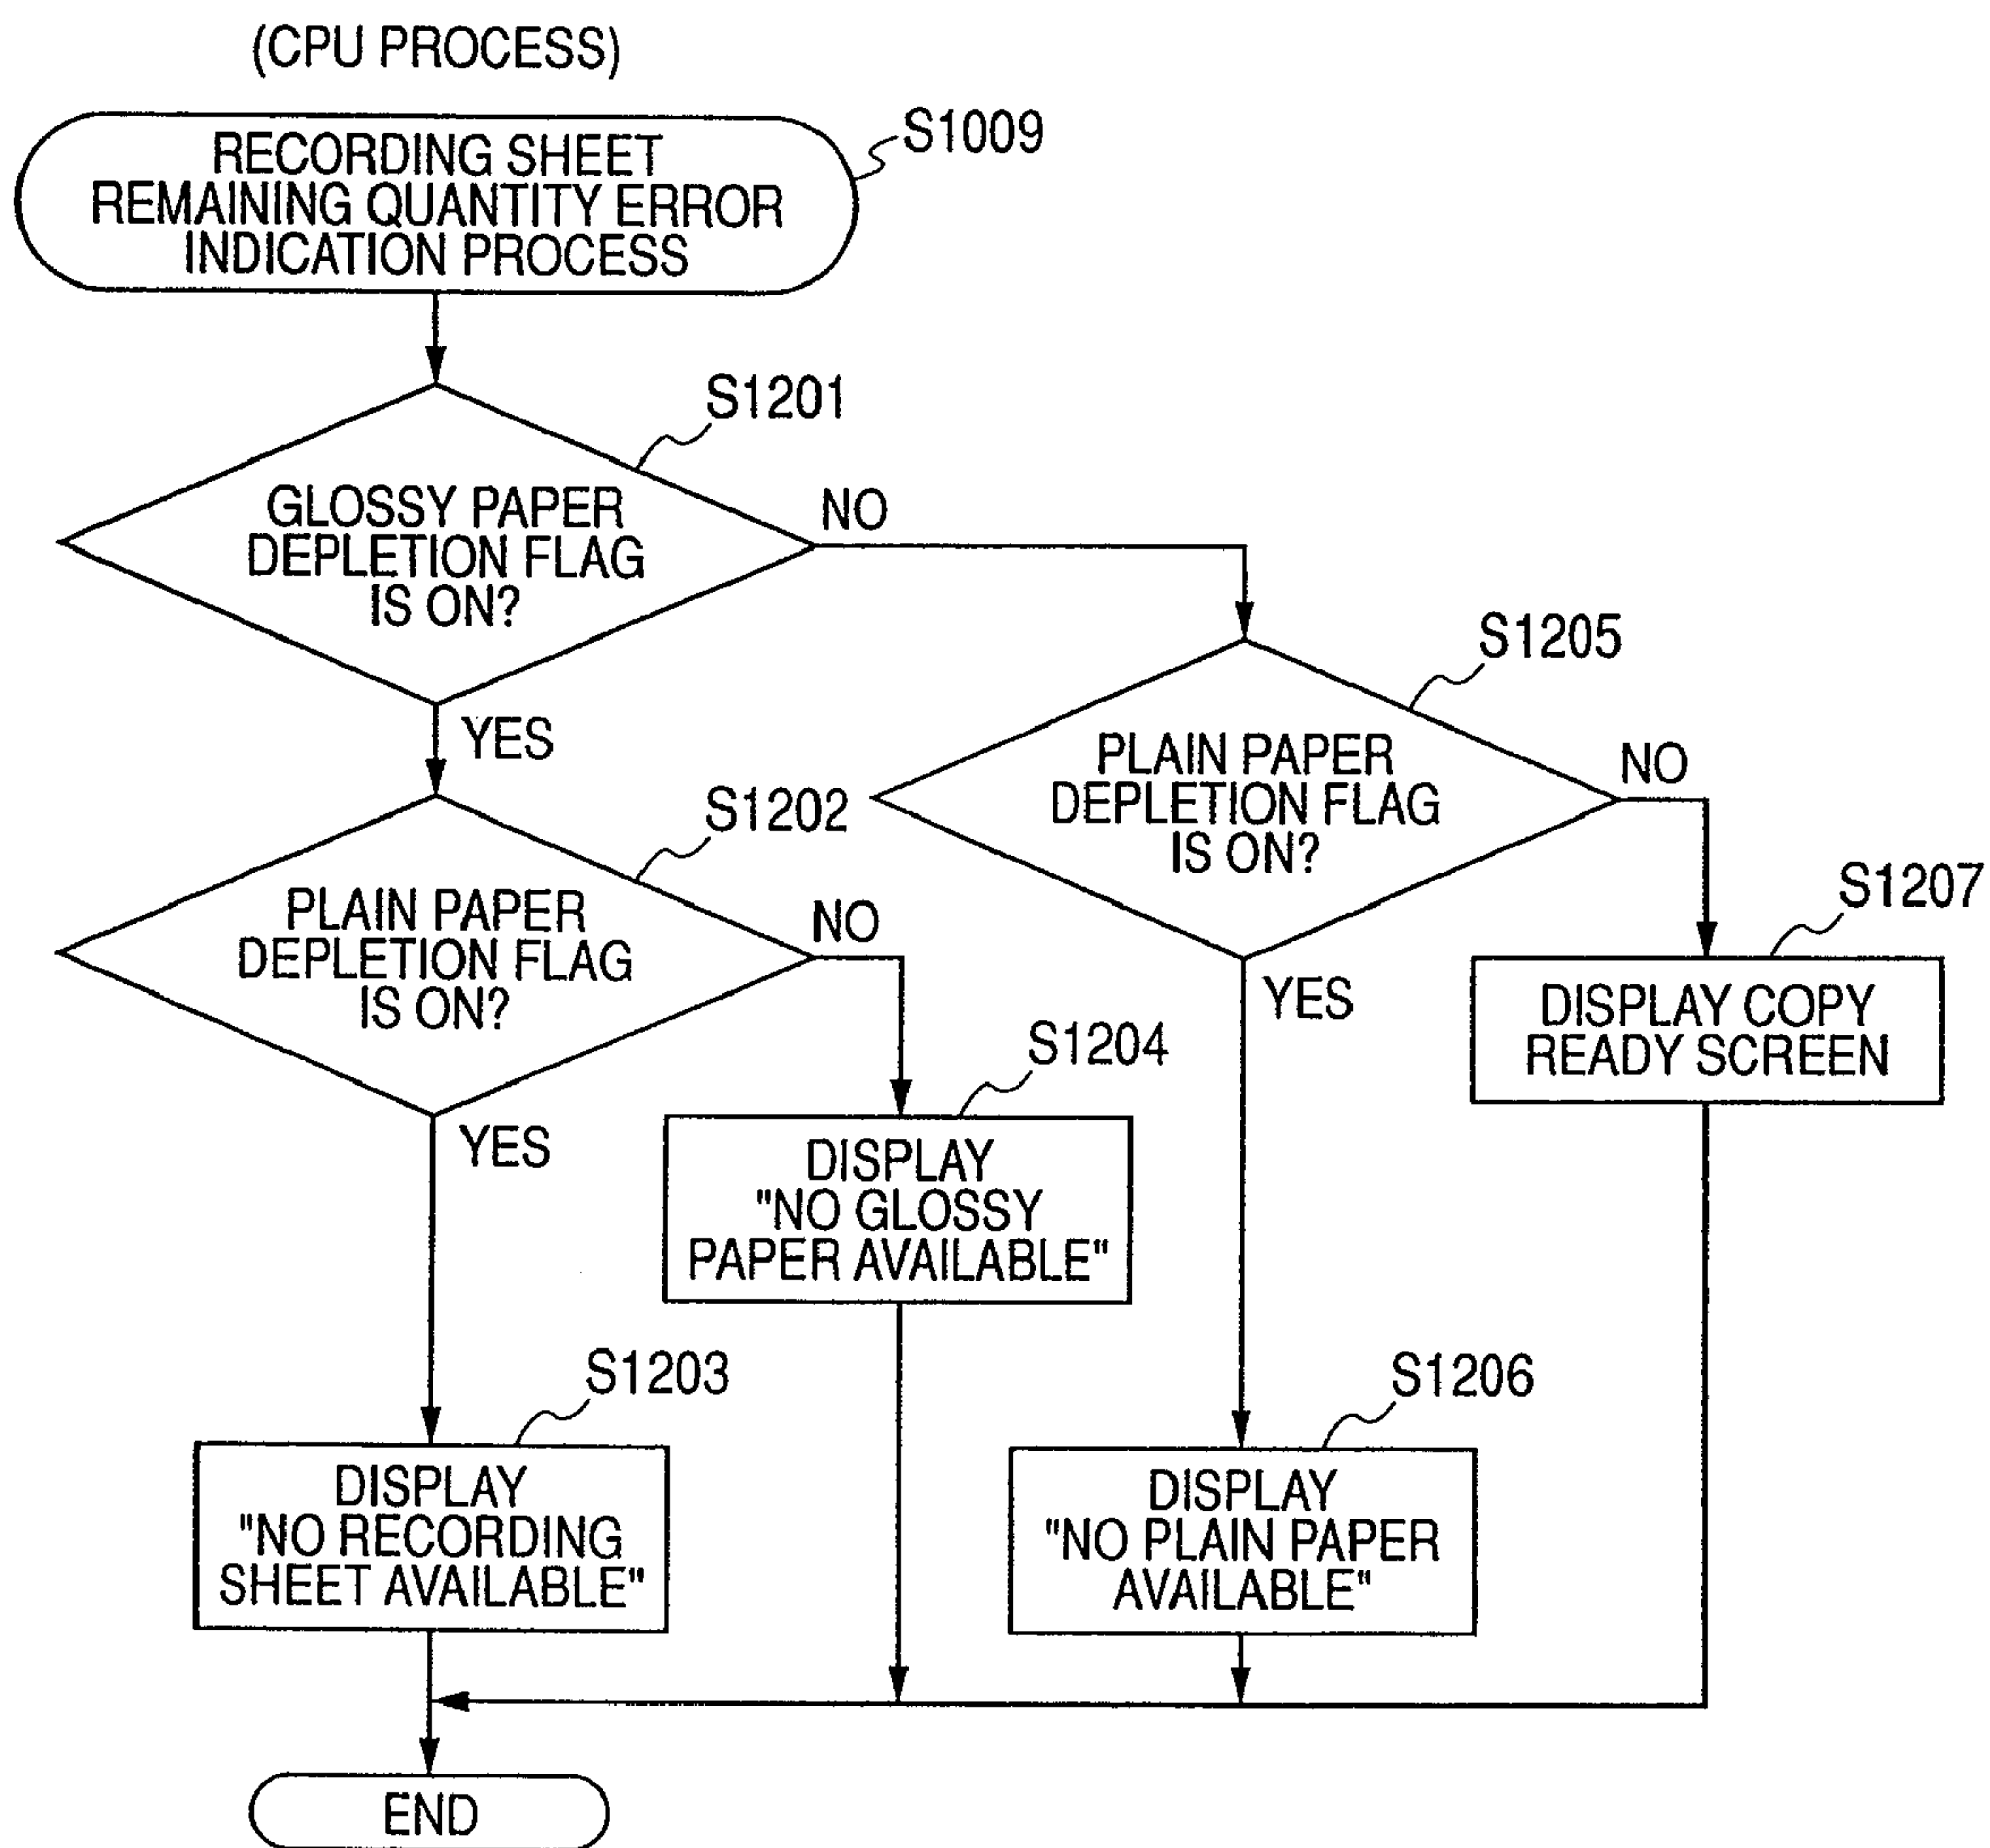 (CPU PROCESS)
RECORDING SHEET
REMAINING QUANTITY ERROR
INDICATION PROCESS
S1009
S1201
GLOSSY PAPER
DEPLETION FLAG
IS ON?
NO
YES
S1205
PLAIN PAPER
DEPLETION FLAG
IS ON?
NO
YES
S1202
PLAIN PAPER
DEPLETION FLAG
IS ON?
NO
YES
S1207
DISPLAY COPY
READY SCREEN
S1204
DISPLAY
"NO GLOSSY
PAPER AVAILABLE"
S1203
DISPLAY
"NO RECORDING
SHEET AVAILABLE"
S1206
DISPLAY
"NO PLAIN PAPER
AVAILABLE"
END